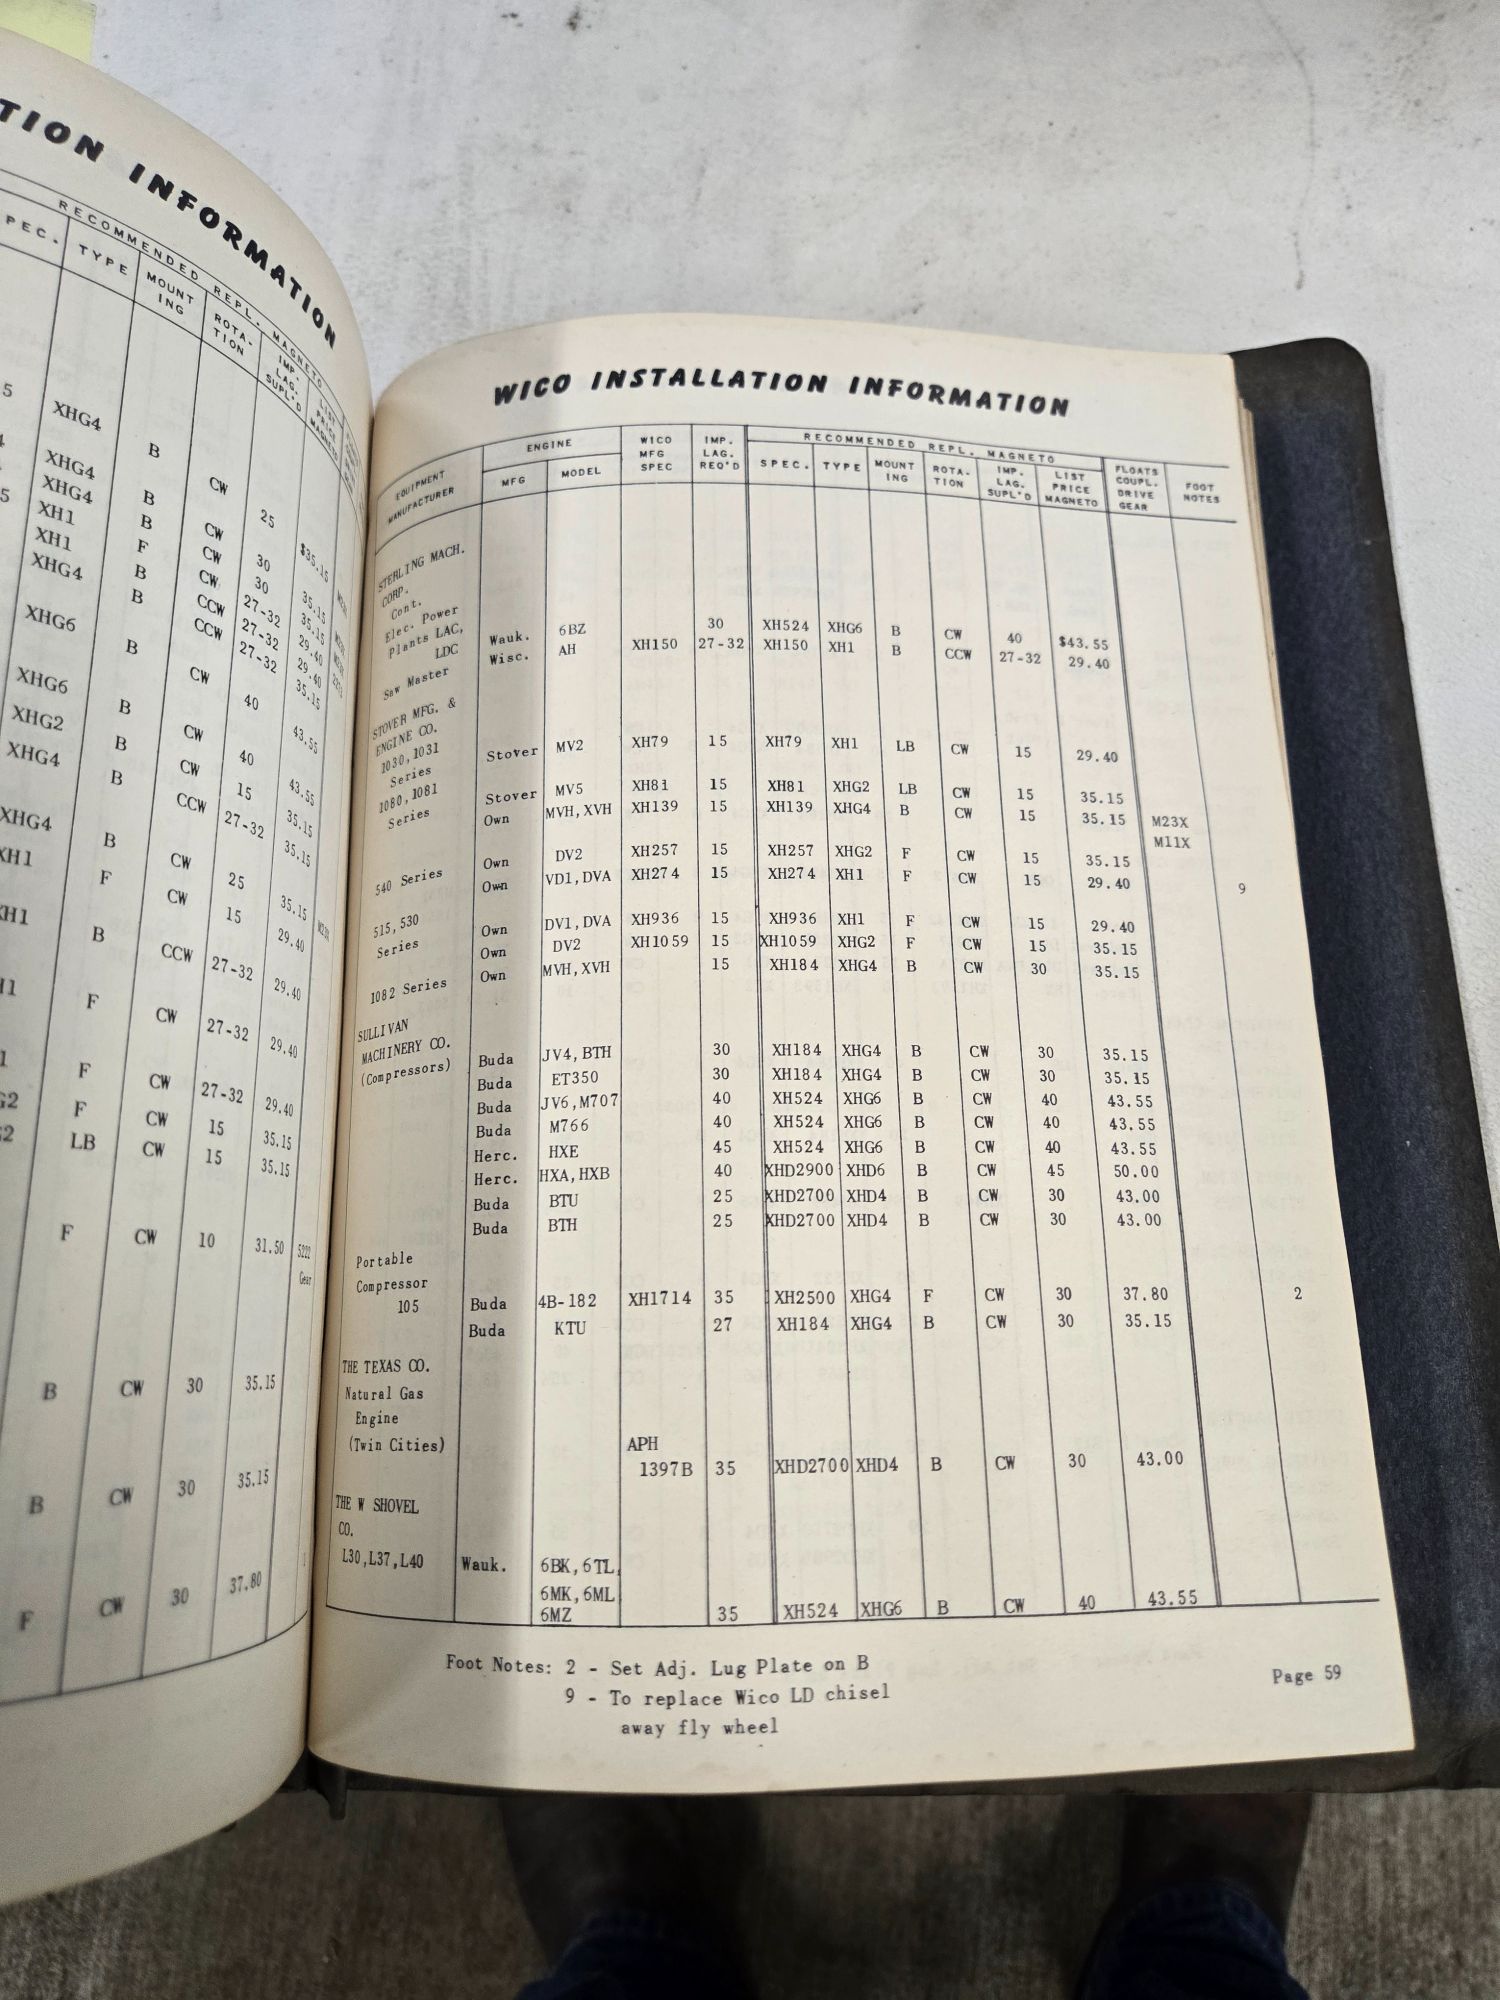 TION INFORMATION
RECOMMENDED REPL. MAGNETO
PEC. TYPE MOUNT ING ROTA- TION IMP. LAG. SUPL'D LIST PRICE MAGNETO
XHG4 B CW 25 $35.15
XHG4 B CW 30 35.15
XHG4 B CW 30 35.15
XH1 F CW 27-32 29.40
XH1 B CCW 27-32 29.40
XHG4 B CCW 27-32 35.15
XHG6 B CW 40 43.55
XHG6 B CW 40 43.55
XHG2 B CW 15 35.15
XHG4 B CCW 27-32 35.15
XHG4 B CW 25 35.15
XH1 F CW 15 29.40
XH1 B CCW 27-32 29.40
F CW 27-32 29.40
F CW 27-32 29.40
F CW 15 35.15
LB CW 15 35.15
F CW 10 31.50 5222
Gear
B CW 30 35.15
B CW 30 35.15
F CW 30 37.80
WICO INSTALLATION INFORMATION
EQUIPMENT MANUFACTURER ENGINE WICO MFG SPEC IMP. LAG. REQ'D RECOMMENDED REPL. MAGNETO FLOATS COUPL. DRIVE GEAR FOOT NOTES
MFG MODEL SPEC. TYPE MOUNT ING ROTA- TION IMP. LAG. SUPL'D LIST PRICE MAGNETO
STERLING MACH.
CORP.
Cont.
Elec. Power
Plants LAC,
LDC Wauk. 6BZ 30 XH524 XHG6 B CW 40 $43.55
Saw Master Wisc. AH XH150 27-32 XH150 XH1 B CCW 27-32 29.40
STOVER MFG. &
ENGINE CO.
1030,1031
Series Stover MV2 XH79 15 XH79 XH1 LB CW 15 29.40
1080,1081
Series Stover MV5 XH81 15 XH81 XHG2 LB CW 15 35.15
Own MVH,XVH XH139 15 XH139 XHG4 B CW 15 35.15 M23X
M11X
540 Series Own DV2 XH257 15 XH257 XHG2 F CW 15 35.15
Own VD1,DVA XH274 15 XH274 XH1 F CW 15 29.40 9
515,530
Series Own DV1,DVA XH936 15 XH936 XH1 F CW 15 29.40
Own DV2 XH1059 15 XH1059 XHG2 F CW 15 35.15
1082 Series Own MVH,XVH 15 XH184 XHG4 B CW 30 35.15
SULLIVAN
MACHINERY CO.
(Compressors) Buda JV4,BTH 30 XH184 XHG4 B CW 30 35.15
Buda ET350 30 XH184 XHG4 B CW 30 35.15
Buda JV6,M707 40 XH524 XHG6 B CW 40 43.55
Buda M766 40 XH524 XHG6 B CW 40 43.55
Herc. HXE 45 XH524 XHG6 B CW 40 43.55
Herc. HXA,HXB 40 XHD2900 XHD6 B CW 45 50.00
Buda BTU 25 XHD2700 XHD4 B CW 30 43.00
Buda BTH 25 XHD2700 XHD4 B CW 30 43.00
Portable
Compressor
105 Buda 4B-182 XH1714 35 XH2500 XHG4 F CW 30 37.80 2
Buda KTU 27 XH184 XHG4 B CW 30 35.15
THE TEXAS CO.
Natural Gas
Engine
(Twin Cities) APH
1397B 35 XHD2700 XHD4 B CW 30 43.00
THE W SHOVEL
CO.
L30,L37,L40 Wauk. 6BK,6TL,
6MK,6ML
6MZ 35 XH524 XHG6 B CW 40 43.55
Foot Notes: 2 - Set Adj. Lug Plate on B
9 - To replace Wico LD chisel
away fly wheel
Page 59